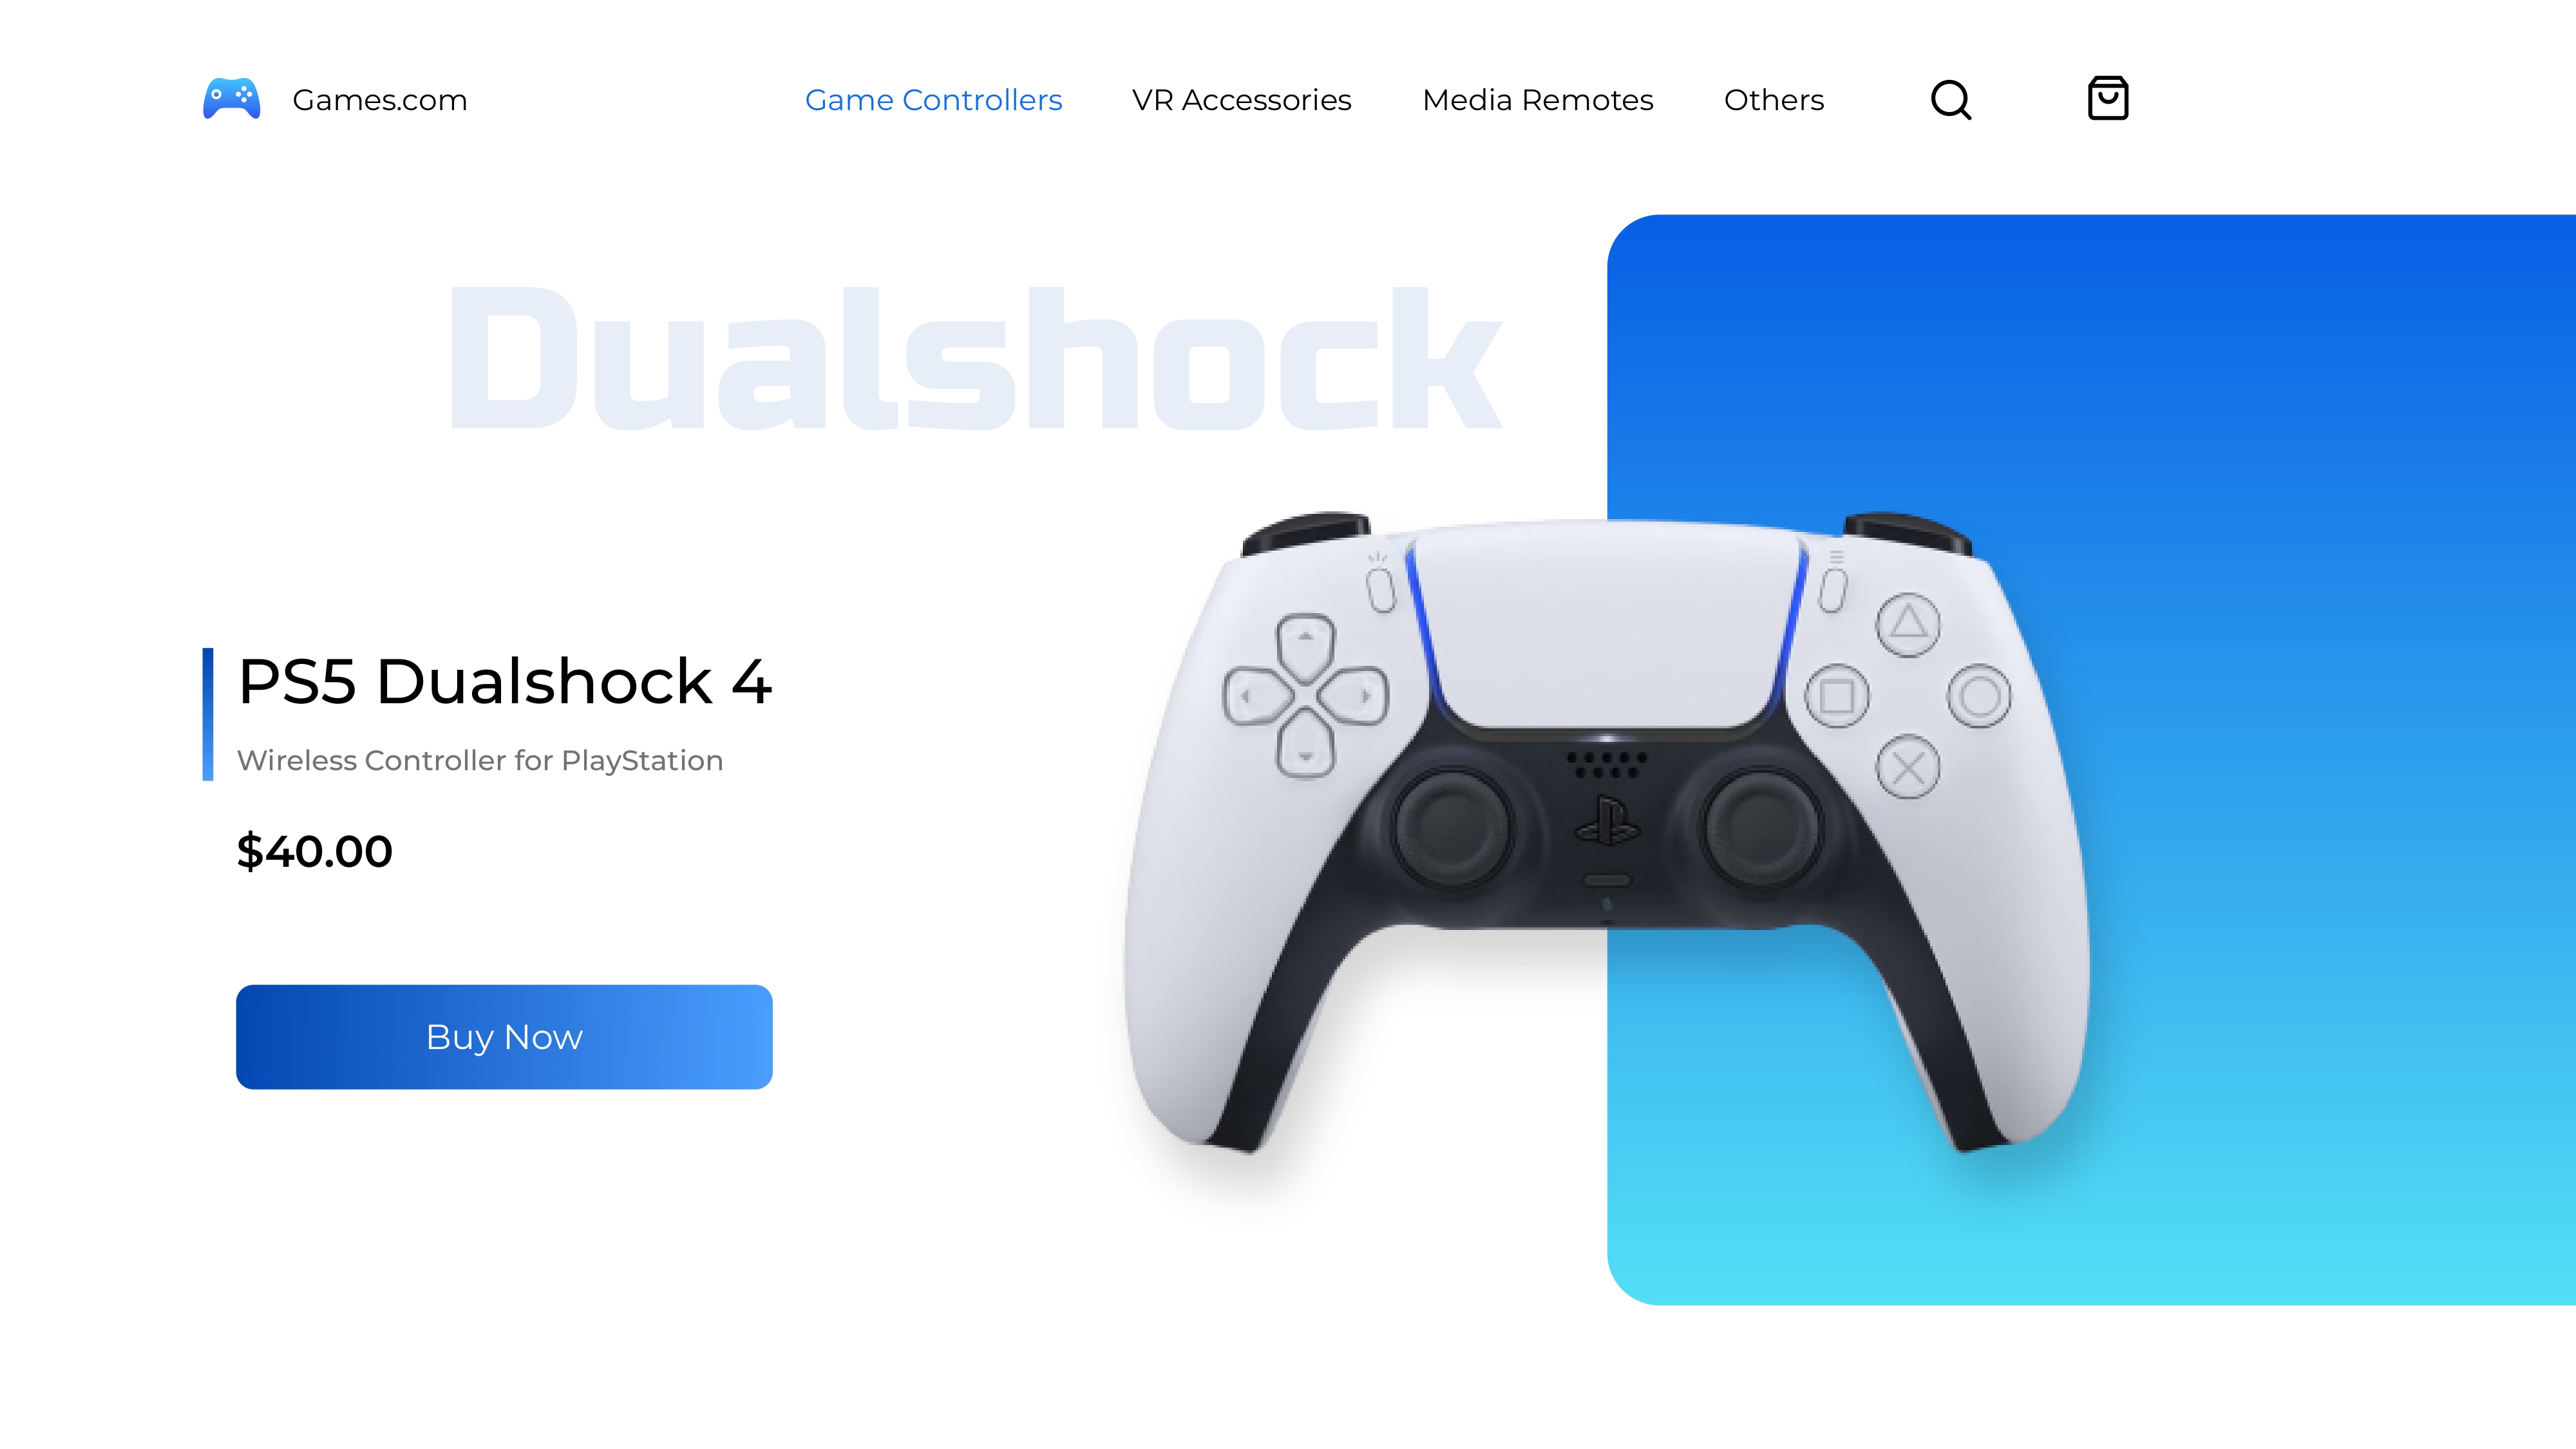 Games.com
Game Controllers
VR Accessories
Media Remotes
Others
Dualshock
PS5 Dualshock 4
Wireless Controller for PlayStation
$40.00
Buy Now